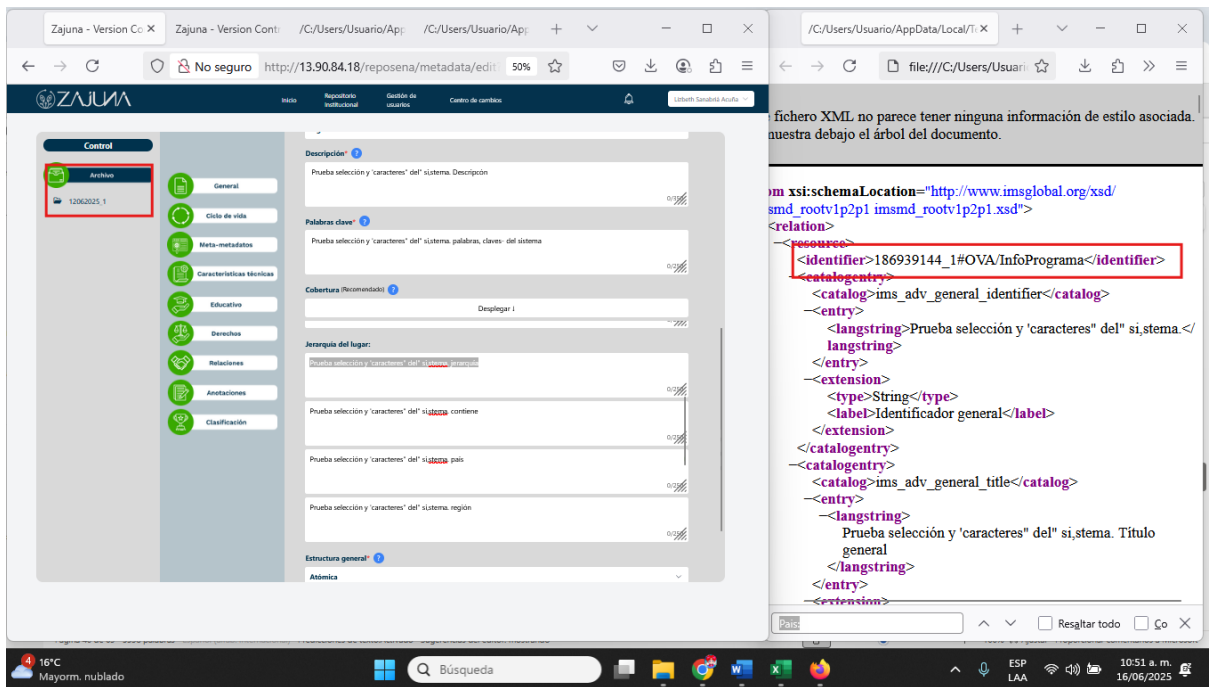 Zajuna - Version Co
Zajuna - Version Conti
/C:/Users/Usuario/App
/C:/Users/Usuario/App
No seguro
http://13.90.84.18/reposena/metadata/edit
50%
ZAJUNA
Inicio
Repositorio Institucional
Gestión de usuarios
Centro de cambios
Lizbeth Sanabria Acuña
Control
Archivo
12062025_1
General
Ciclo de vida
Meta-metadatos
Características técnicas
Educativo
Derechos
Relaciones
Anotaciones
Clasificación
Descripción* ?
Prueba selección y 'caracteres" del" si,stema. Descripcón
Palabras clave* ?
Prueba selección y 'caracteres" del" si,stema. palabras, claves- del sistema
Cobertura (Recomendado) ?
Desplegar ↓
Jerarquía del lugar:
Prueba selección y 'caracteres" del" si,stema. jerarquía
Prueba selección y 'caracteres" del" si,stema. contiene
Prueba selección y 'caracteres" del" si,stema. país
Prueba selección y 'caracteres" del" si,stema. región
Estructura general* ?
Atómica
/C:/Users/Usuario/AppData/Local/Te
file:///C:/Users/Usuari
fichero XML no parece tener ninguna información de estilo asociada.
muestra debajo el árbol del documento.
om xsi:schemaLocation="http://www.imsglobal.org/xsd/
smd_rootv1p2p1 imsmd_rootv1p2p1.xsd">
<relation>
—<resource>
<identifier>186939144_1#OVA/InfoPrograma</identifier>
—<catalogentry>
<catalog>ims_adv_general_identifier</catalog>
—<entry>
<langstring>Prueba selección y 'caracteres" del" si,stema.</
langstring>
</entry>
—<extension>
<type>String</type>
<label>Identificador general</label>
</extension>
</catalogentry>
—<catalogentry>
<catalog>ims_adv_general_title</catalog>
—<entry>
—<langstring>
Prueba selección y 'caracteres" del" si,stema. Título
general
</langstring>
</entry>
—<extension>
País:
Resaltar todo
Co
4
16°C
Mayorm. nublado
Búsqueda
ESP
LAA
10:51 a. m.
16/06/2025